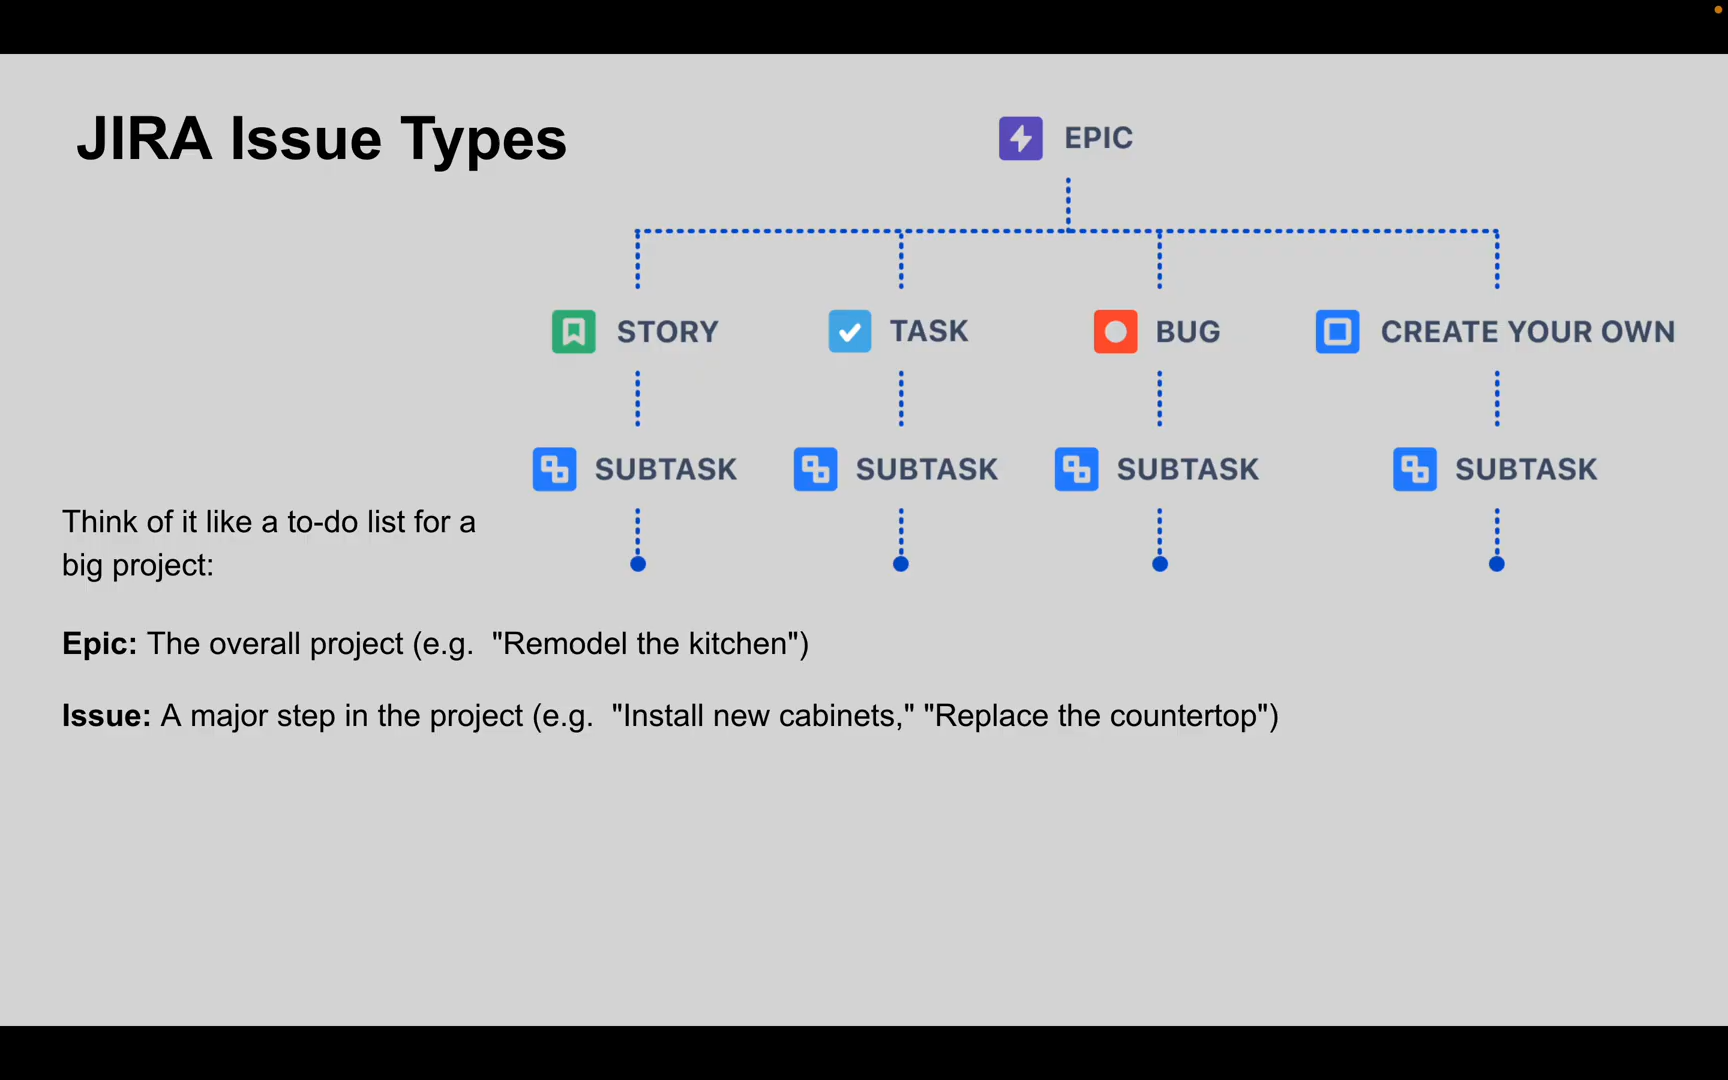 JIRA Issue Types
EPIC
STORY
TASK
BUG
CREATE YOUR OWN
SUBTASK
SUBTASK
SUBTASK
SUBTASK
Think of it like a to-do list for a
big project:
Epic: The overall project (e.g.  "Remodel the kitchen")
Issue: A major step in the project (e.g.  "Install new cabinets," "Replace the countertop")